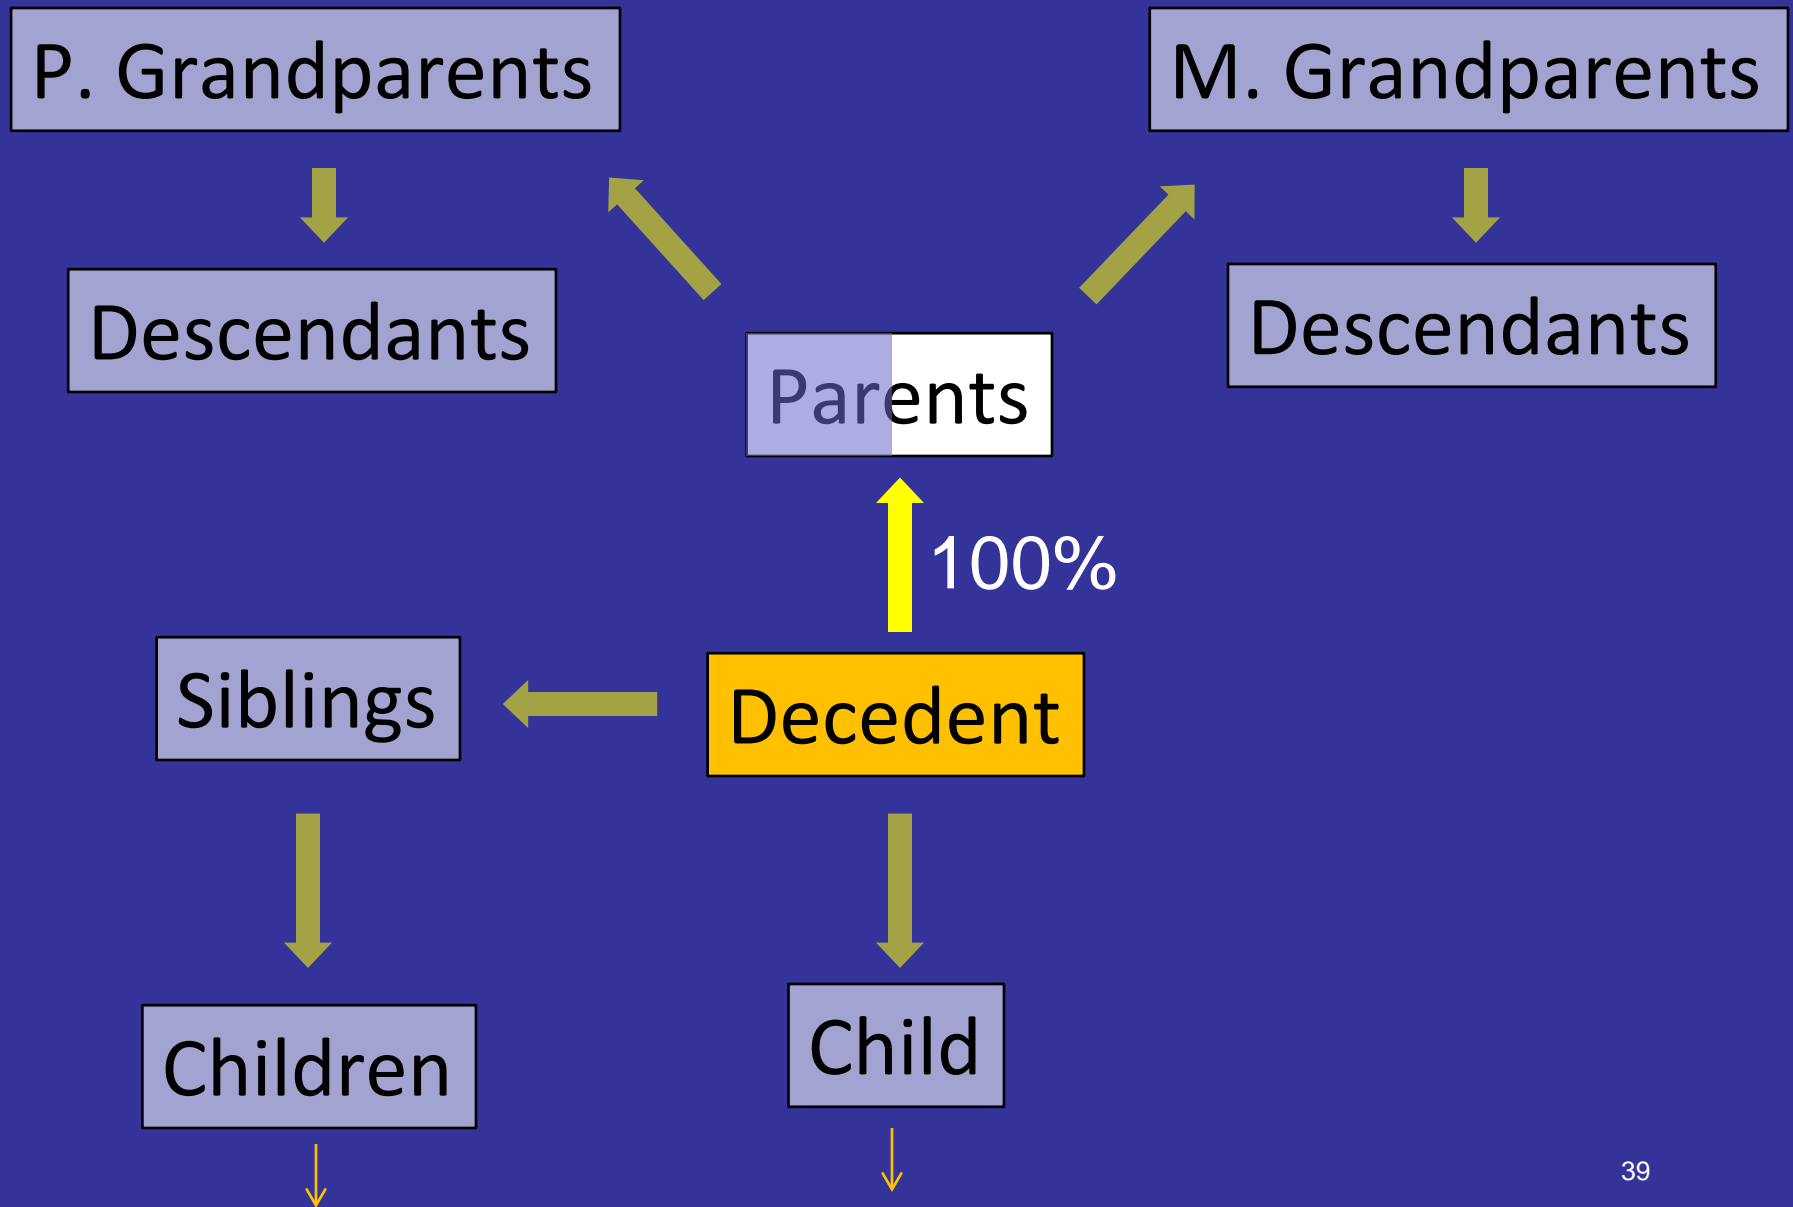 P. Grandparents
M. Grandparents
Descendants
Descendants
Parents
100%
Siblings
Decedent
Children
Child
39